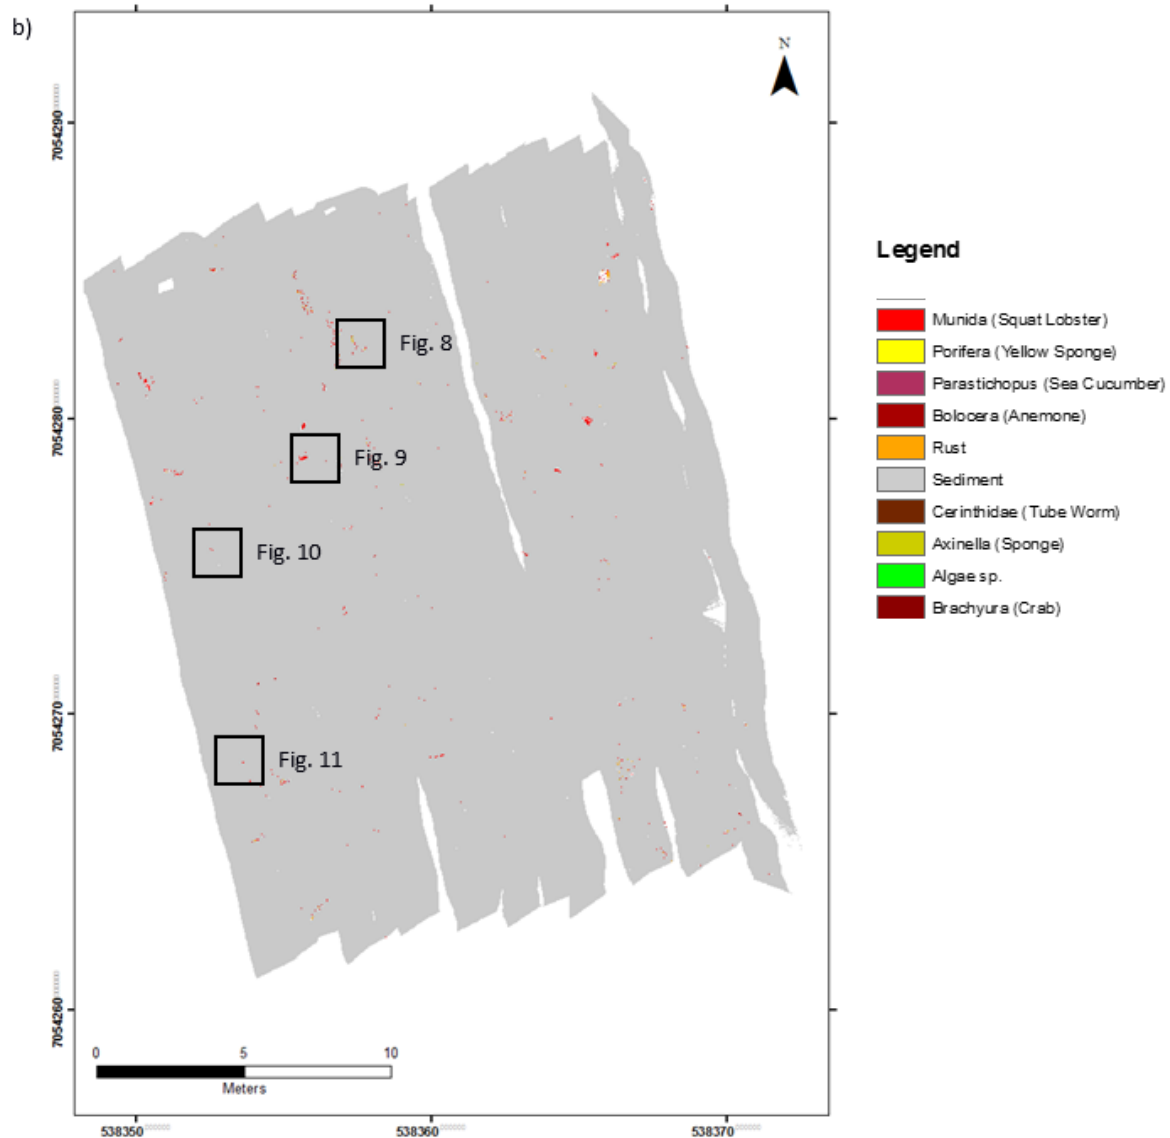 b)
N
7054290
7054280
7054270
7054260
Fig. 8
Fig. 9
Fig. 10
Fig. 11
0 5 10
Meters
538350 538360 538370
Legend
Munida (Squat Lobster)
Porifera (Yellow Sponge)
Parastichopus (Sea Cucumber)
Bolocera (Anemone)
Rust
Sediment
Cerinthidae (Tube Worm)
Axinella (Sponge)
Algae sp.
Brachyura (Crab)